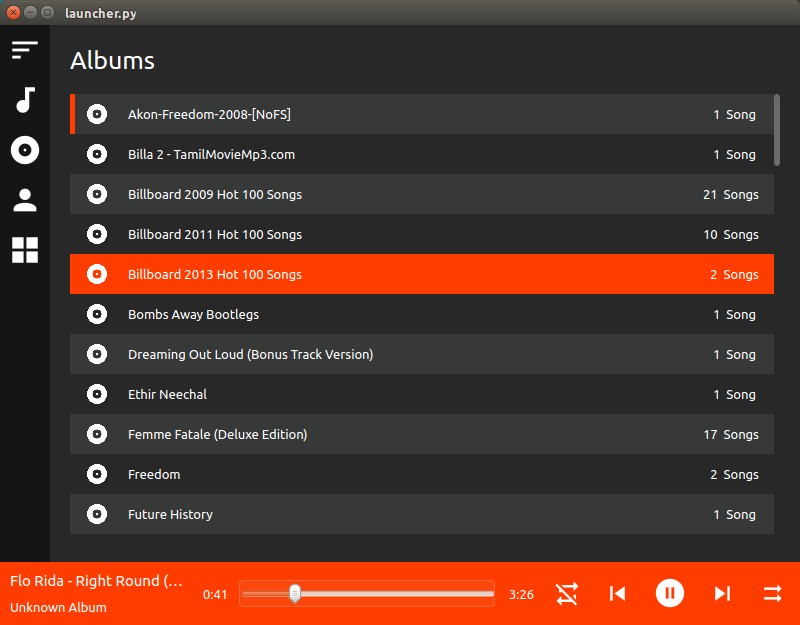 launcher.py
Albums
Akon-Freedom-2008-[NoFS] 1 Song
Billa 2 - TamilMovieMp3.com 1 Song
Billboard 2009 Hot 100 Songs 21 Songs
Billboard 2011 Hot 100 Songs 10 Songs
Billboard 2013 Hot 100 Songs 2 Songs
Bombs Away Bootlegs 1 Song
Dreaming Out Loud (Bonus Track Version) 1 Song
Ethir Neechal 1 Song
Femme Fatale (Deluxe Edition) 17 Songs
Freedom 2 Songs
Future History 1 Song
Flo Rida - Right Round (...
Unknown Album
0:41 3:26